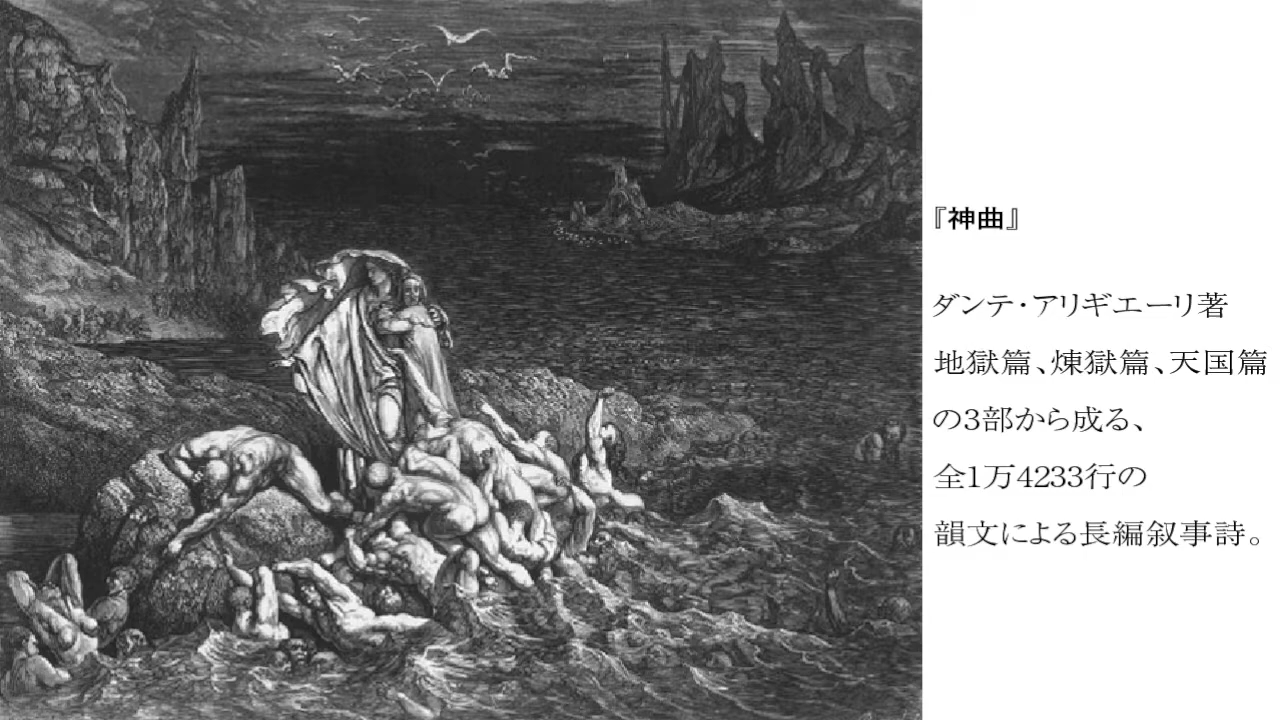 『神曲』
ダンテ・アリギエーリ著
地獄篇、煉獄篇、天国篇
の3部から成る、
全1万4233行の
韻文による長編叙事詩。